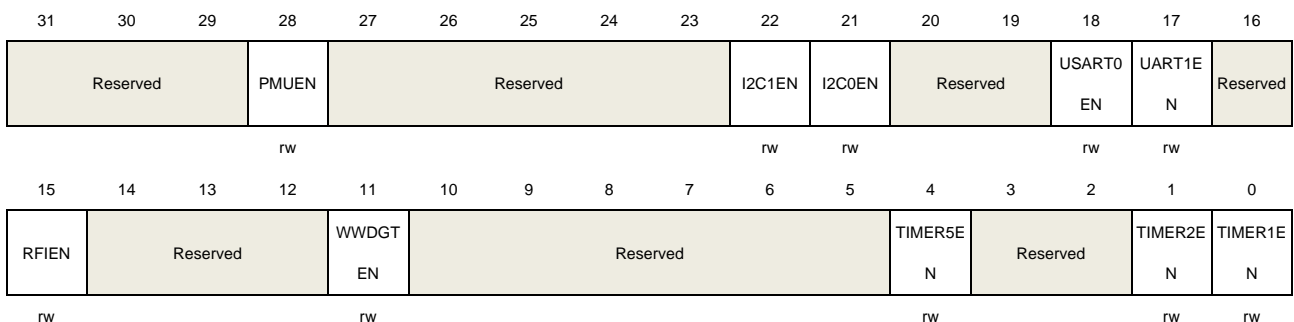 31 30 29 28 27 26 25 24 23 22 21 20 19 18 17 16
Reserved PMUEN Reserved I2C1EN I2C0EN Reserved USART0 EN UART1E N Reserved
rw rw rw rw rw
15 14 13 12 11 10 9 8 7 6 5 4 3 2 1 0
RFIEN Reserved WWDGT EN Reserved TIMER5E N Reserved TIMER2E N TIMER1E N
rw rw rw rw rw